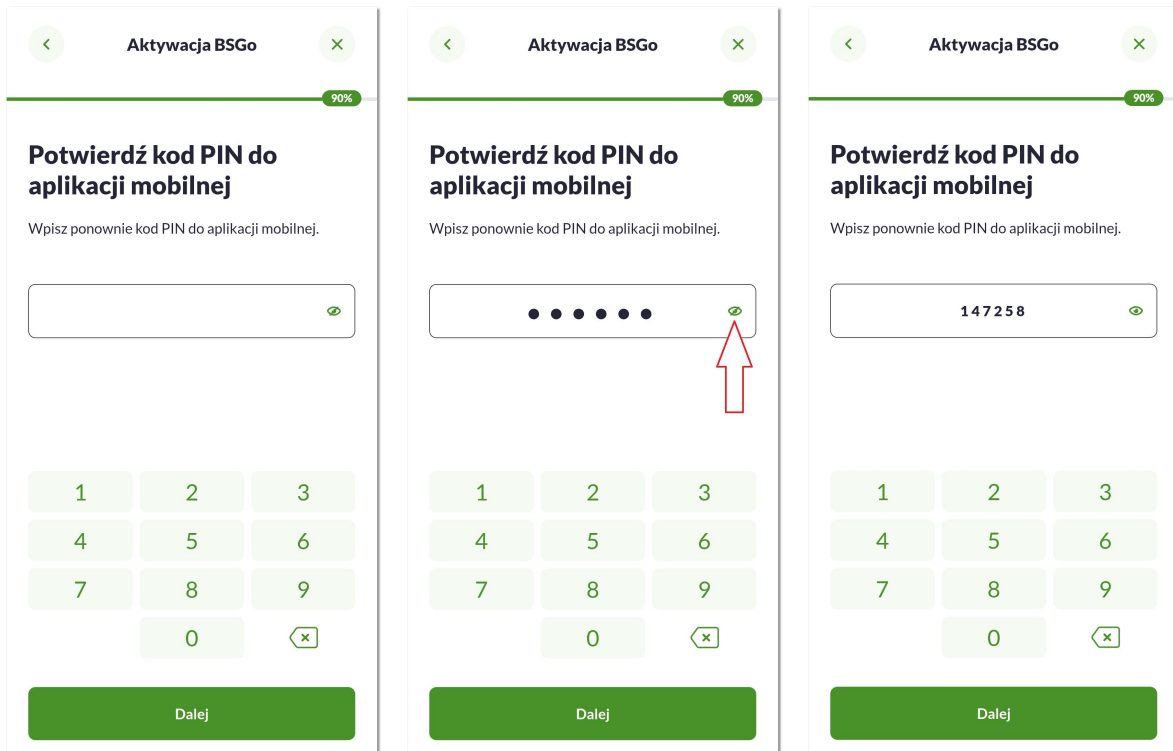 Aktywacja BSGo
90%
Potwierdź kod PIN do
aplikacji mobilnej
Wpisz ponownie kod PIN do aplikacji mobilnej.
1 2 3
4 5 6
7 8 9
0
Dalej
Aktywacja BSGo
90%
Potwierdź kod PIN do
aplikacji mobilnej
Wpisz ponownie kod PIN do aplikacji mobilnej.
1 2 3
4 5 6
7 8 9
0
Dalej
Aktywacja BSGo
90%
Potwierdź kod PIN do
aplikacji mobilnej
Wpisz ponownie kod PIN do aplikacji mobilnej.
147258
1 2 3
4 5 6
7 8 9
0
Dalej